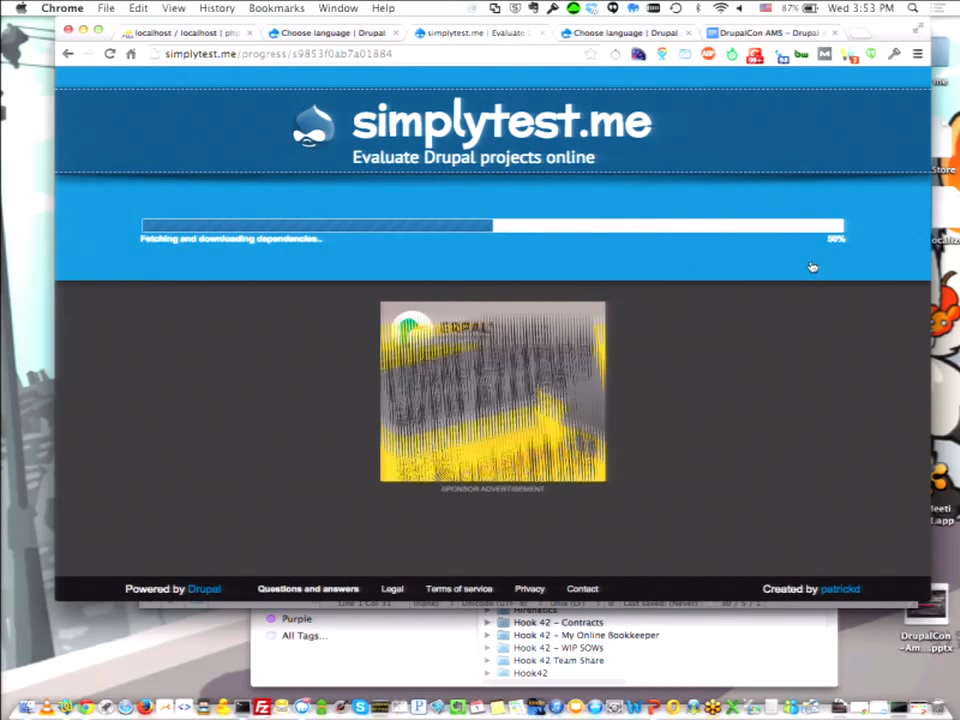 Chrome File Edit View History Bookmarks Window Help 87% Wed 3:53 PM
localhost / localhost | php
Choose language | Drupal
simplytest.me | Evaluate
Choose language | Drupal
DrupalCon AMS – Drupal
simplytest.me/progress/s9853f0ab7a01884
simplytest.me
Evaluate Drupal projects online
Fetching and downloading dependencies..
50%
SPONSOR ADVERTISEMENT
Powered by Drupal
Questions and answers
Legal
Terms of service
Privacy
Contact
Created by patrickd
Purple
All Tags...
Hook 42 – Contracts
Hook 42 – My Online Bookkeeper
Hook 42 – WIP SOWs
Hook 42 Team Share
Hook42
DrupalCon
–Am....pptx